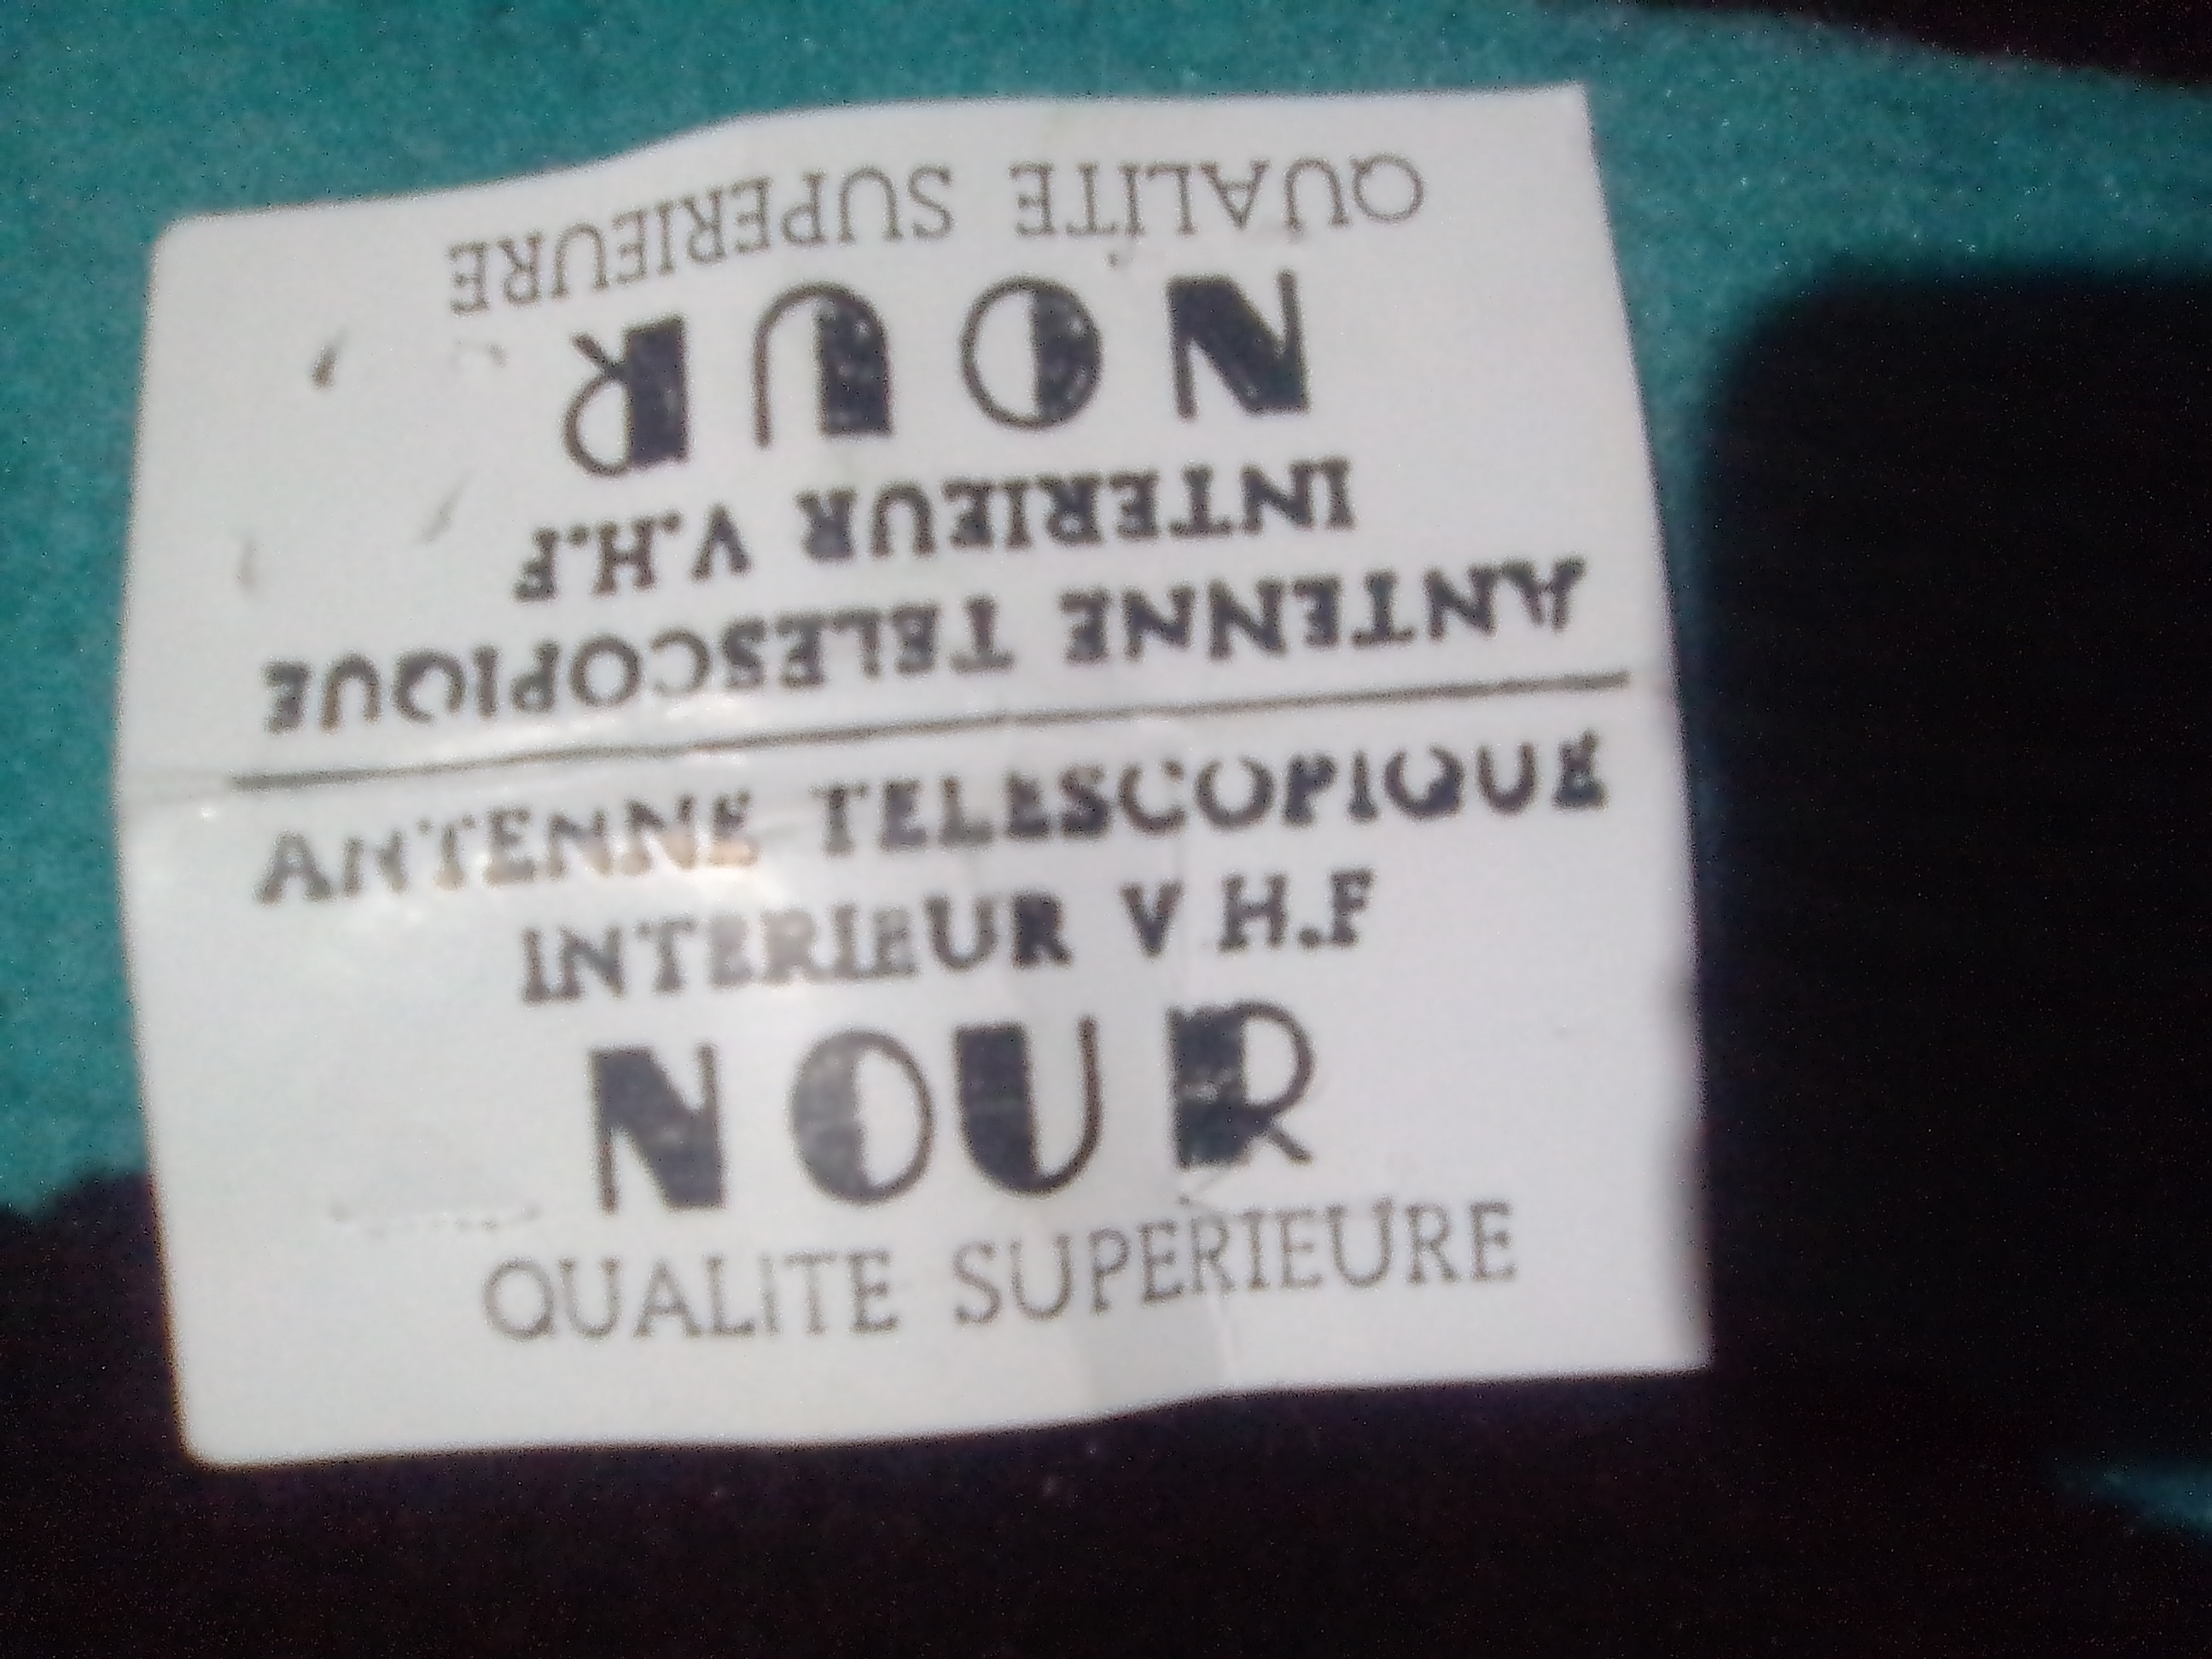 QUALITE SUPERIEURE
NOUR
INTERIEUR V.H.F
ANTENNE TELESCOPIQUE
ANTENNE TELESCOPIQUE
INTERIEUR V H.F
NOUR
QUALITE SUPERIEURE